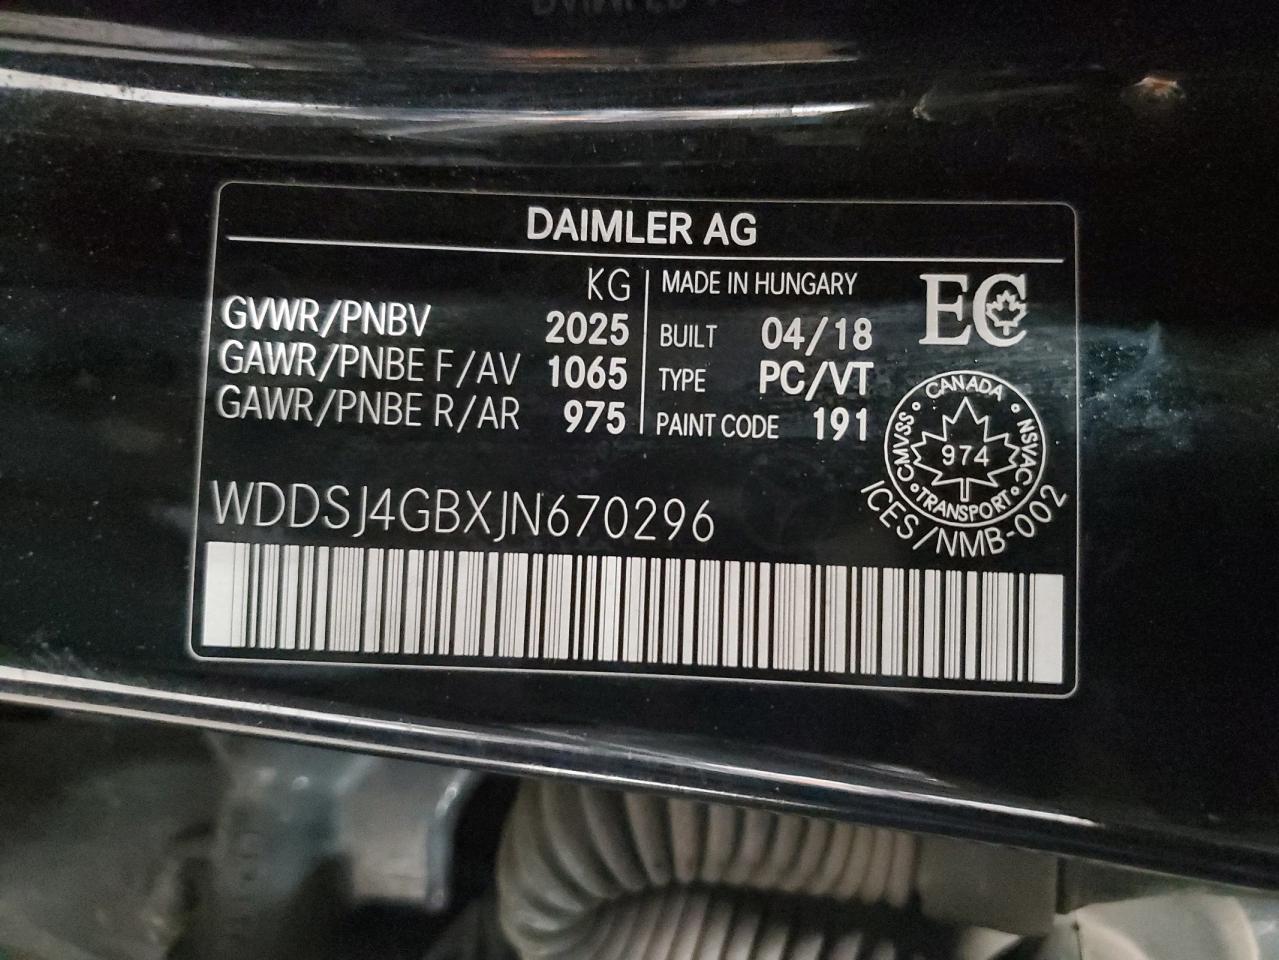 DAIMLER AG
KG
GVWR/PNBV 2025
GAWR/PNBE F/AV 1065
GAWR/PNBE R/AR 975
MADE IN HUNGARY
BUILT 04/18
TYPE PC/VT
PAINT CODE 191
EC
CANADA
NSVAC
TRANSPORT
CMVSS
974
ICES/NMB-002
WDDSJ4GBXJN670296